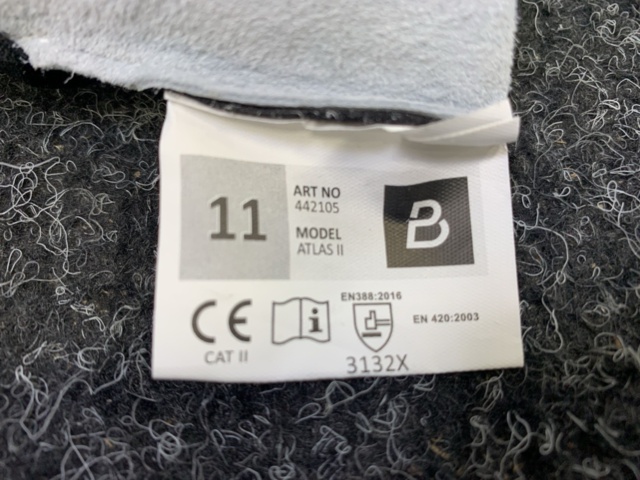 11
ART NO
442105
MODEL
ATLAS II
B
CE
CAT II
i
EN388:2016
3132X
EN 420:2003